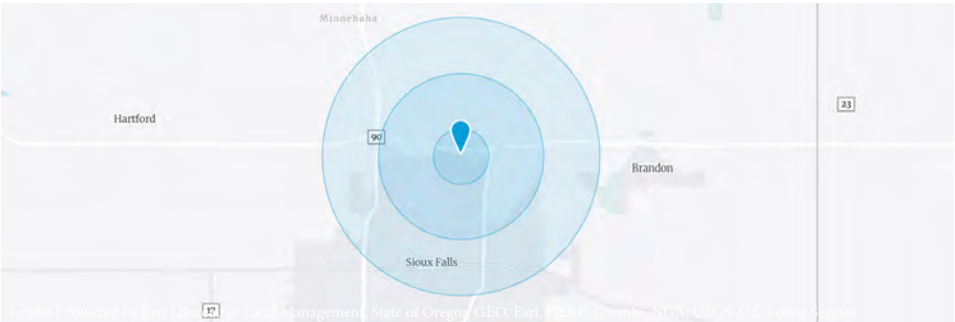 Minnehaha
23
Hartford
90
Brandon
Sioux Falls
17
Leaflet | Powered by Esri | Bureau of Land Management, State of Oregon GEO, Esri, HERE, Garmin, NGA, USGS, U.S. Forest Service